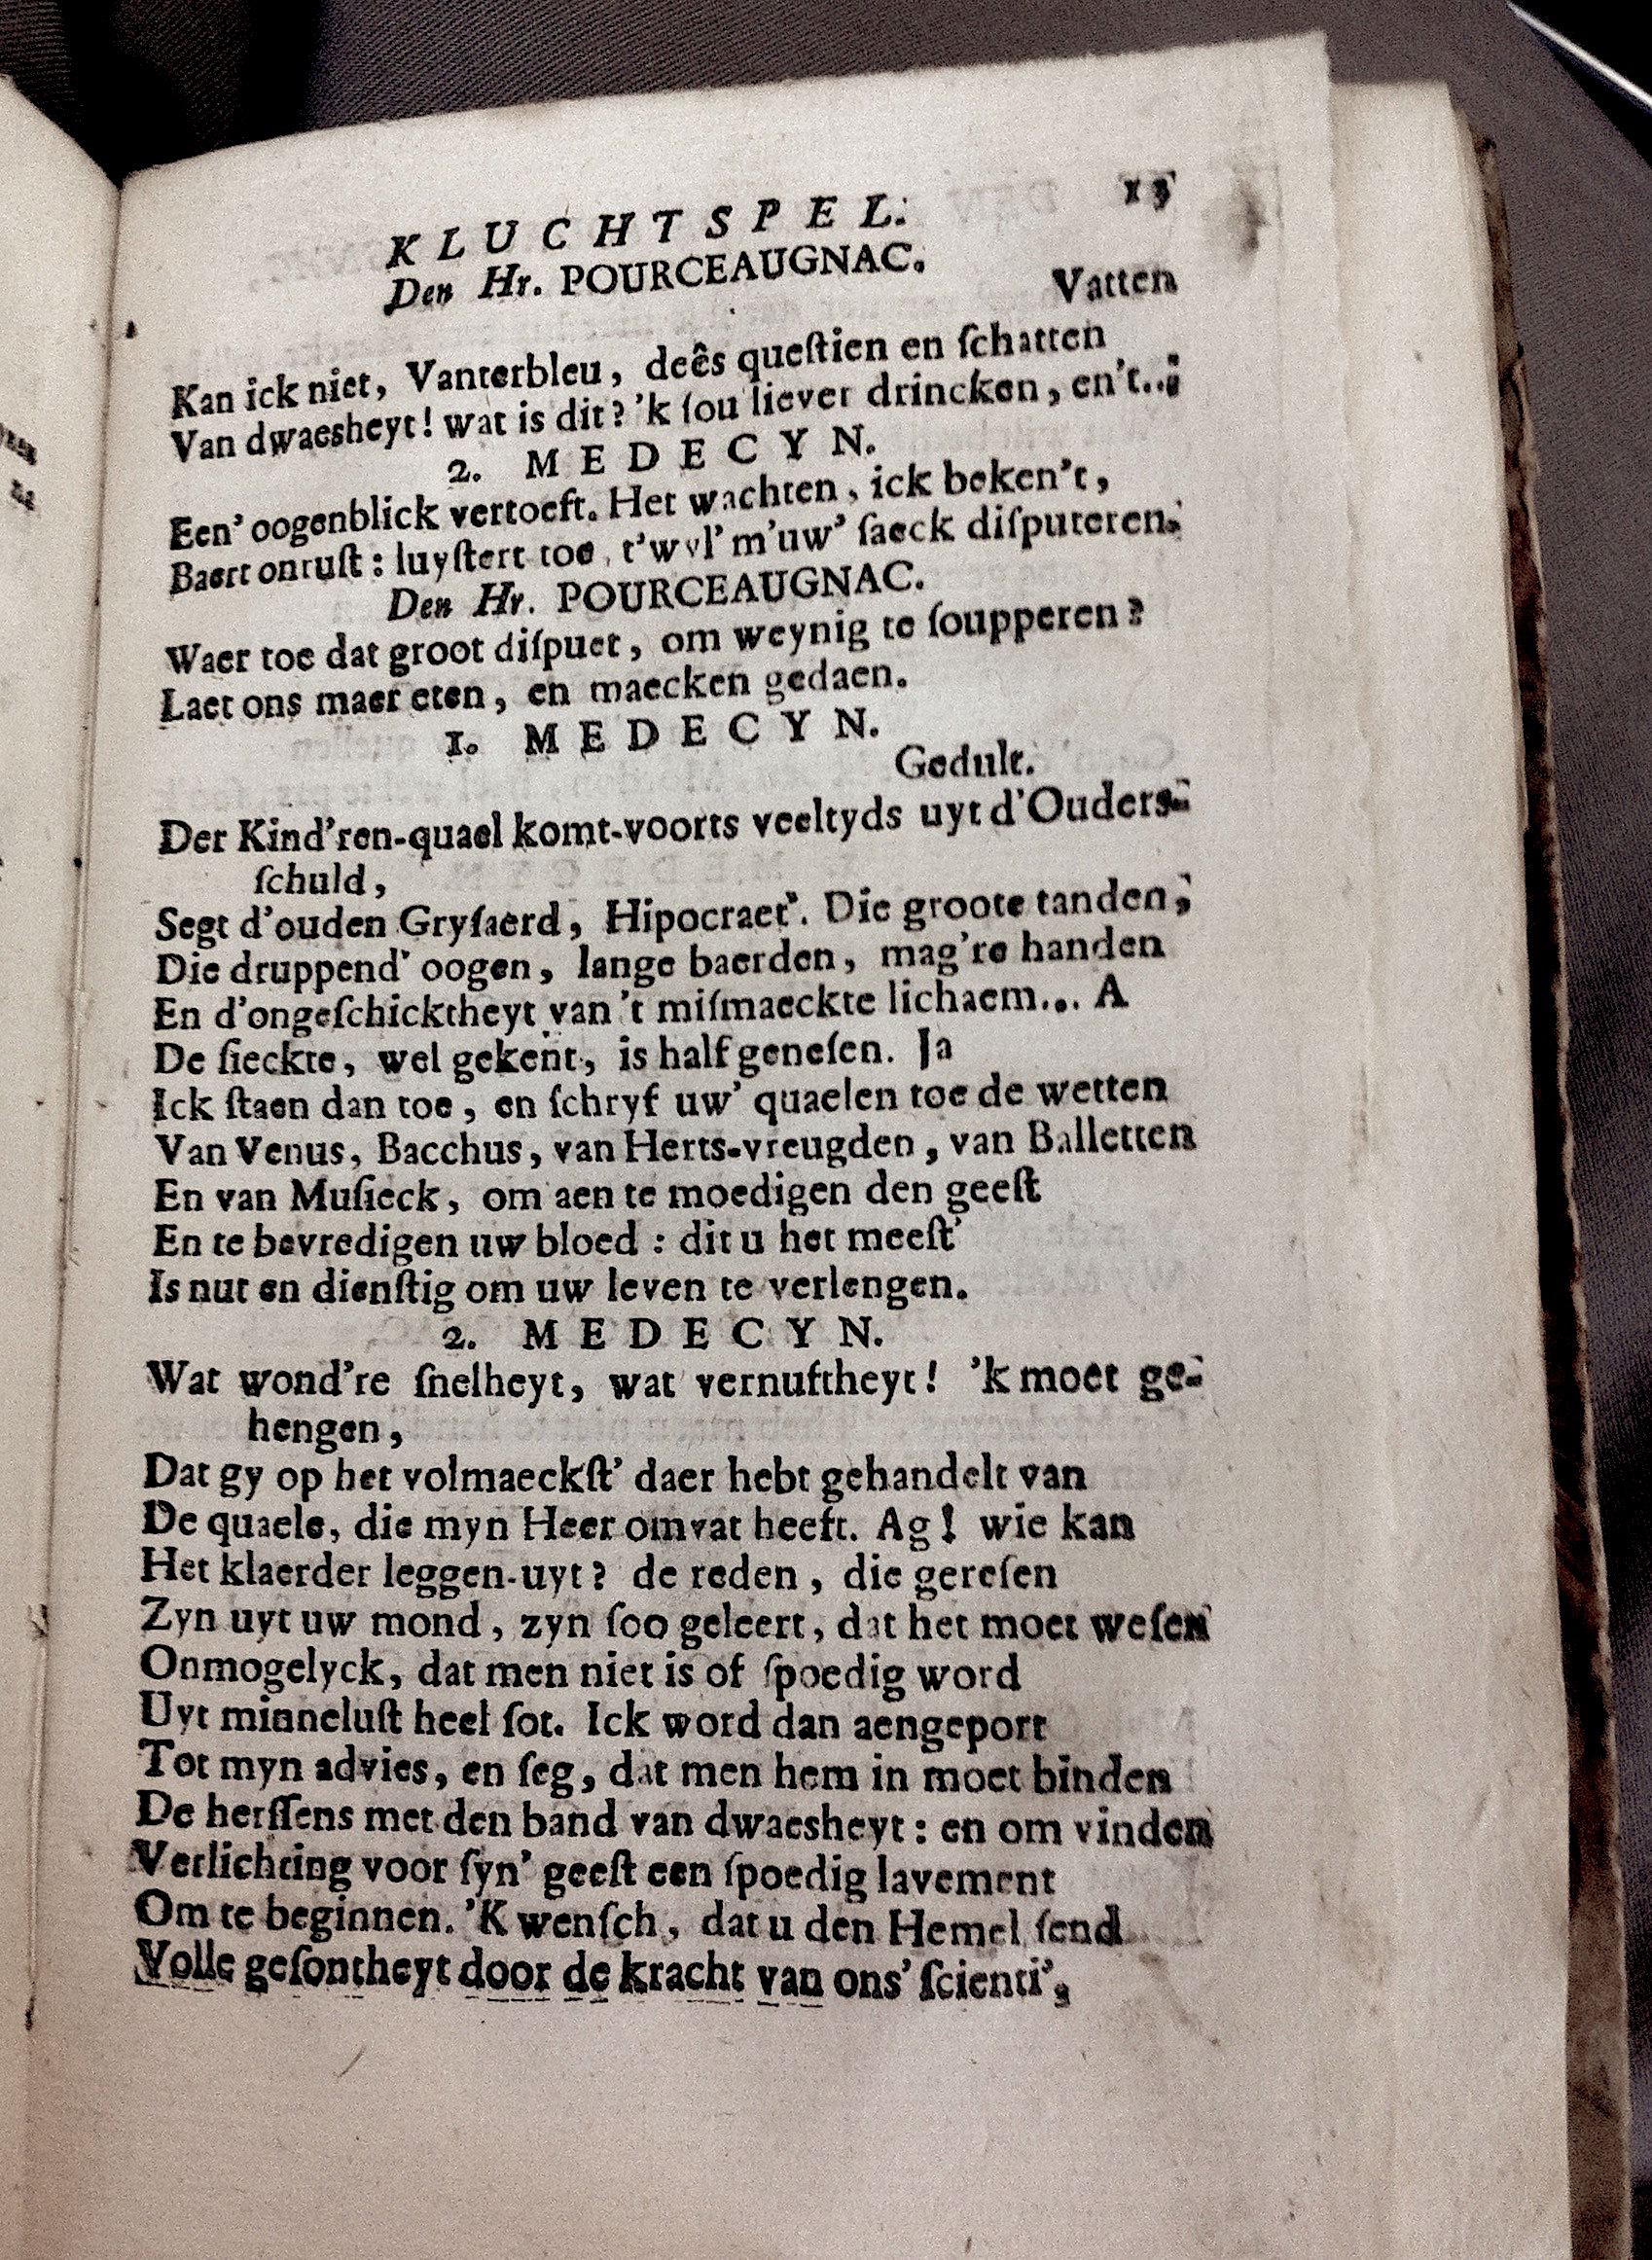 KLUCHTSPEL. 13
Den Hr. POURCEAUGNAC.
Vatten
Kan ick niet, Vanterbleu, deês queſtien en ſchatten
Van dwaesheyt! wat is dit? 'k ſou liever drincken, en't...
2. MEDECYN.
Een' oogenblick vertoeft. Het wachten, ick beken't,
Baert onruſt: luyſtert toe, t'wyl' m'uw' ſaeck diſputeren.
Den Hr. POURCEAUGNAC.
Waer toe dat groot diſpuet, om weynig te ſoupperen?
Laet ons maer eten, en maecken gedaen.
1. MEDECYN.
Gedult.
Der Kind'ren-quael komt-voorts veeltyds uyt d'Ouders-
ſchuld,
Segt d'ouden Gryſaerd, Hipocraet'. Die groote tanden,
Die druppend' oogen, lange baerden, mag're handen
En d'ongeſchicktheyt van 't miſmaeckte lichaem... A
De ſieckte, wel gekent, is half geneſen. Ja
Ick ſtaen dan toe, en ſchryf uw' quaelen toe de wetten
Van Venus, Bacchus, van Herts-vreugden, van Balletten
En van Muſieck, om aen te moedigen den geeſt
En te bevredigen uw bloed: dit u het meeſt'
Is nut en dienſtig om uw leven te verlengen.
2. MEDECYN.
Wat wond're ſnelheyt, wat vernuftheyt! 'k moet ge-
hengen,
Dat gy op het volmaeckſt' daer hebt gehandelt van
De quaele, die myn Heer omvat heeft. Ag! wie kan
Het klaerder leggen-uyt? de reden, die gereſen
Zyn uyt uw mond, zyn ſoo geleert, dat het moet weſen
Onmogelyck, dat men niet is of ſpoedig word
Uyt minneluſt heel ſot. Ick word dan aengeport
Tot myn advies, en ſeg, dat men hem in moet binden
De herſſens met den band van dwaesheyt: en om vinden
Verlichting voor ſyn' geeſt een ſpoedig lavement
Om te beginnen. 'K wenſch, dat u den Hemel ſend
Volle geſontheyt door de kracht van ons' ſcienti',